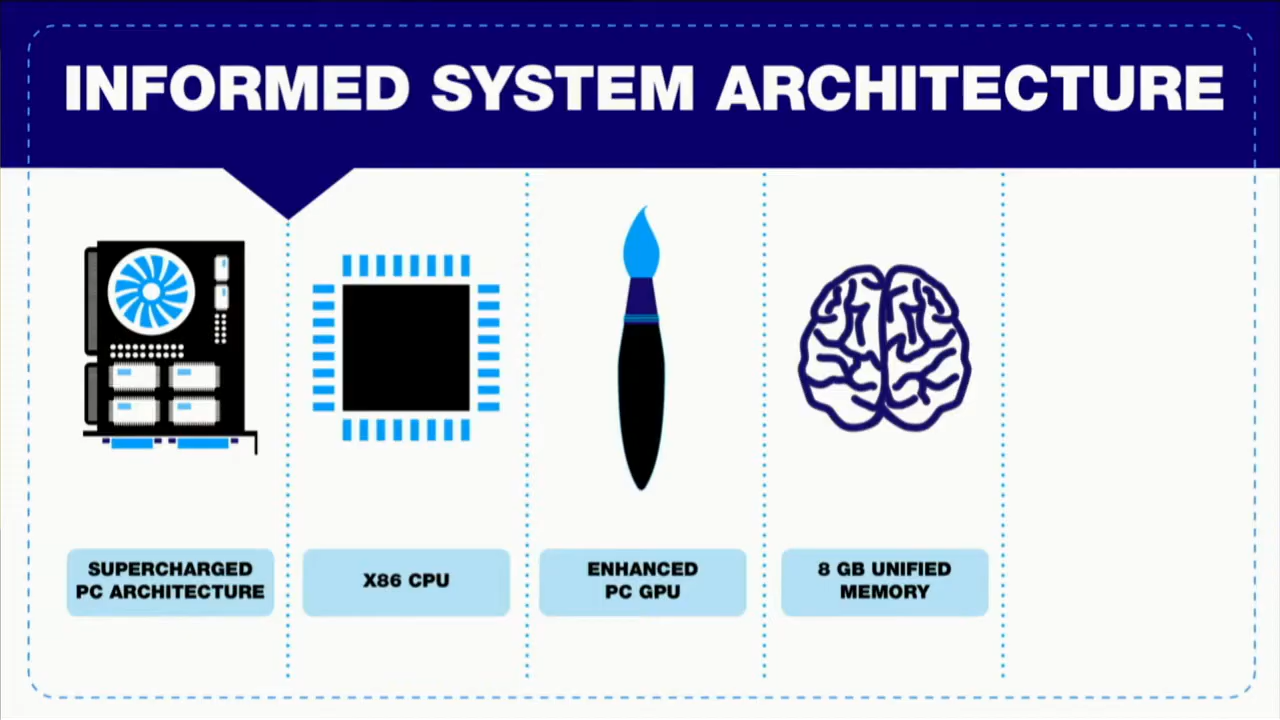 INFORMED SYSTEM ARCHITECTURE
SUPERCHARGED
PC ARCHITECTURE
X86 CPU
ENHANCED
PC GPU
8 GB UNIFIED
MEMORY